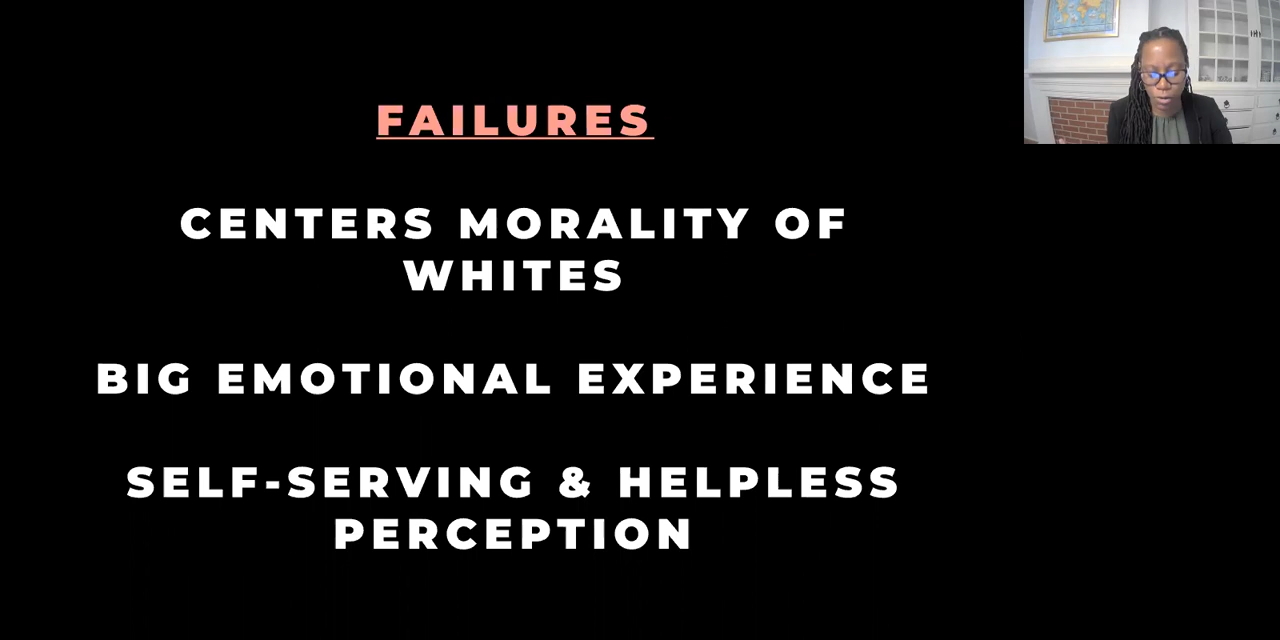 FAILURES
CENTERS MORALITY OF
WHITES
BIG EMOTIONAL EXPERIENCE
SELF-SERVING & HELPLESS
PERCEPTION